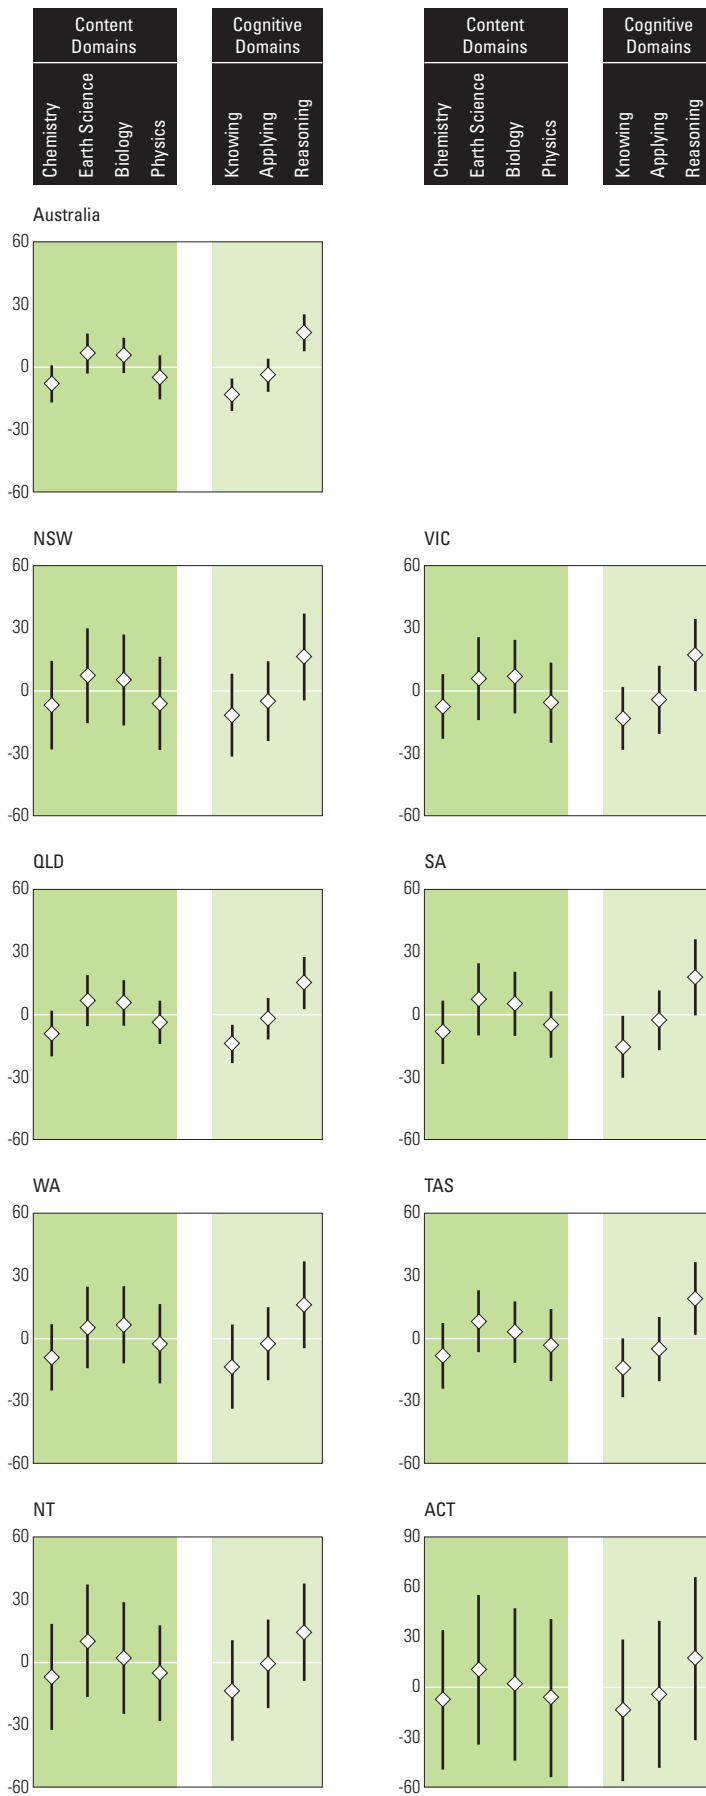 Content
Domains
Cognitive
Domains
Content
Domains
Cognitive
Domains
Chemistry
Earth Science
Biology
Physics
Knowing
Applying
Reasoning
Chemistry
Earth Science
Biology
Physics
Knowing
Applying
Reasoning
Australia
60
30
0
-30
-60
NSW
60
30
0
-30
-60
VIC
60
30
0
-30
-60
QLD
60
30
0
-30
-60
SA
60
30
0
-30
-60
WA
60
30
0
-30
-60
TAS
60
30
0
-30
-60
NT
60
30
0
-30
-60
ACT
90
60
30
0
-30
-60